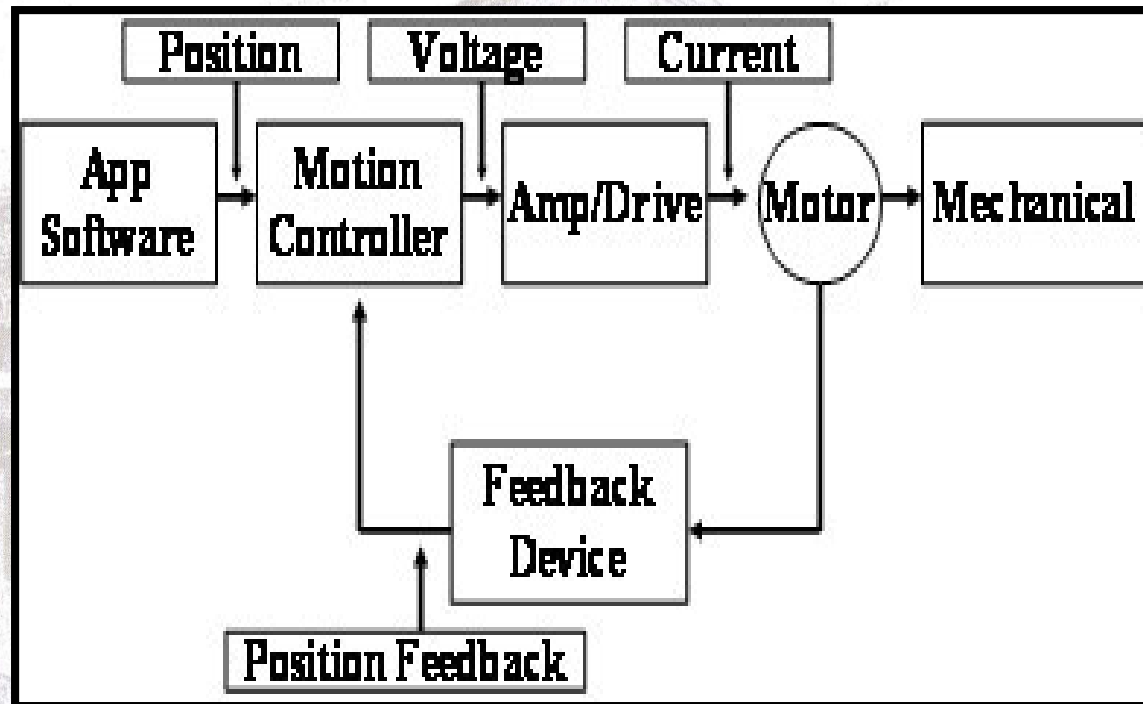 Position
Voltage
Current
App
Software
Motion
Controller
Amp/Drive
Motor
Mechanical
Feedback
Device
Position Feedback